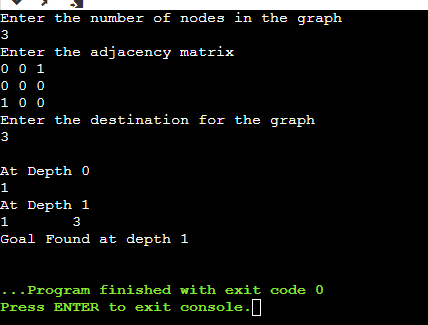 Enter the number of nodes in the graph
3
Enter the adjacency matrix
0 0 1
0 0 0
1 0 0
Enter the destination for the graph
3
At Depth 0
1
At Depth 1
1 3
Goal Found at depth 1
...Program finished with exit code 0
Press ENTER to exit console.